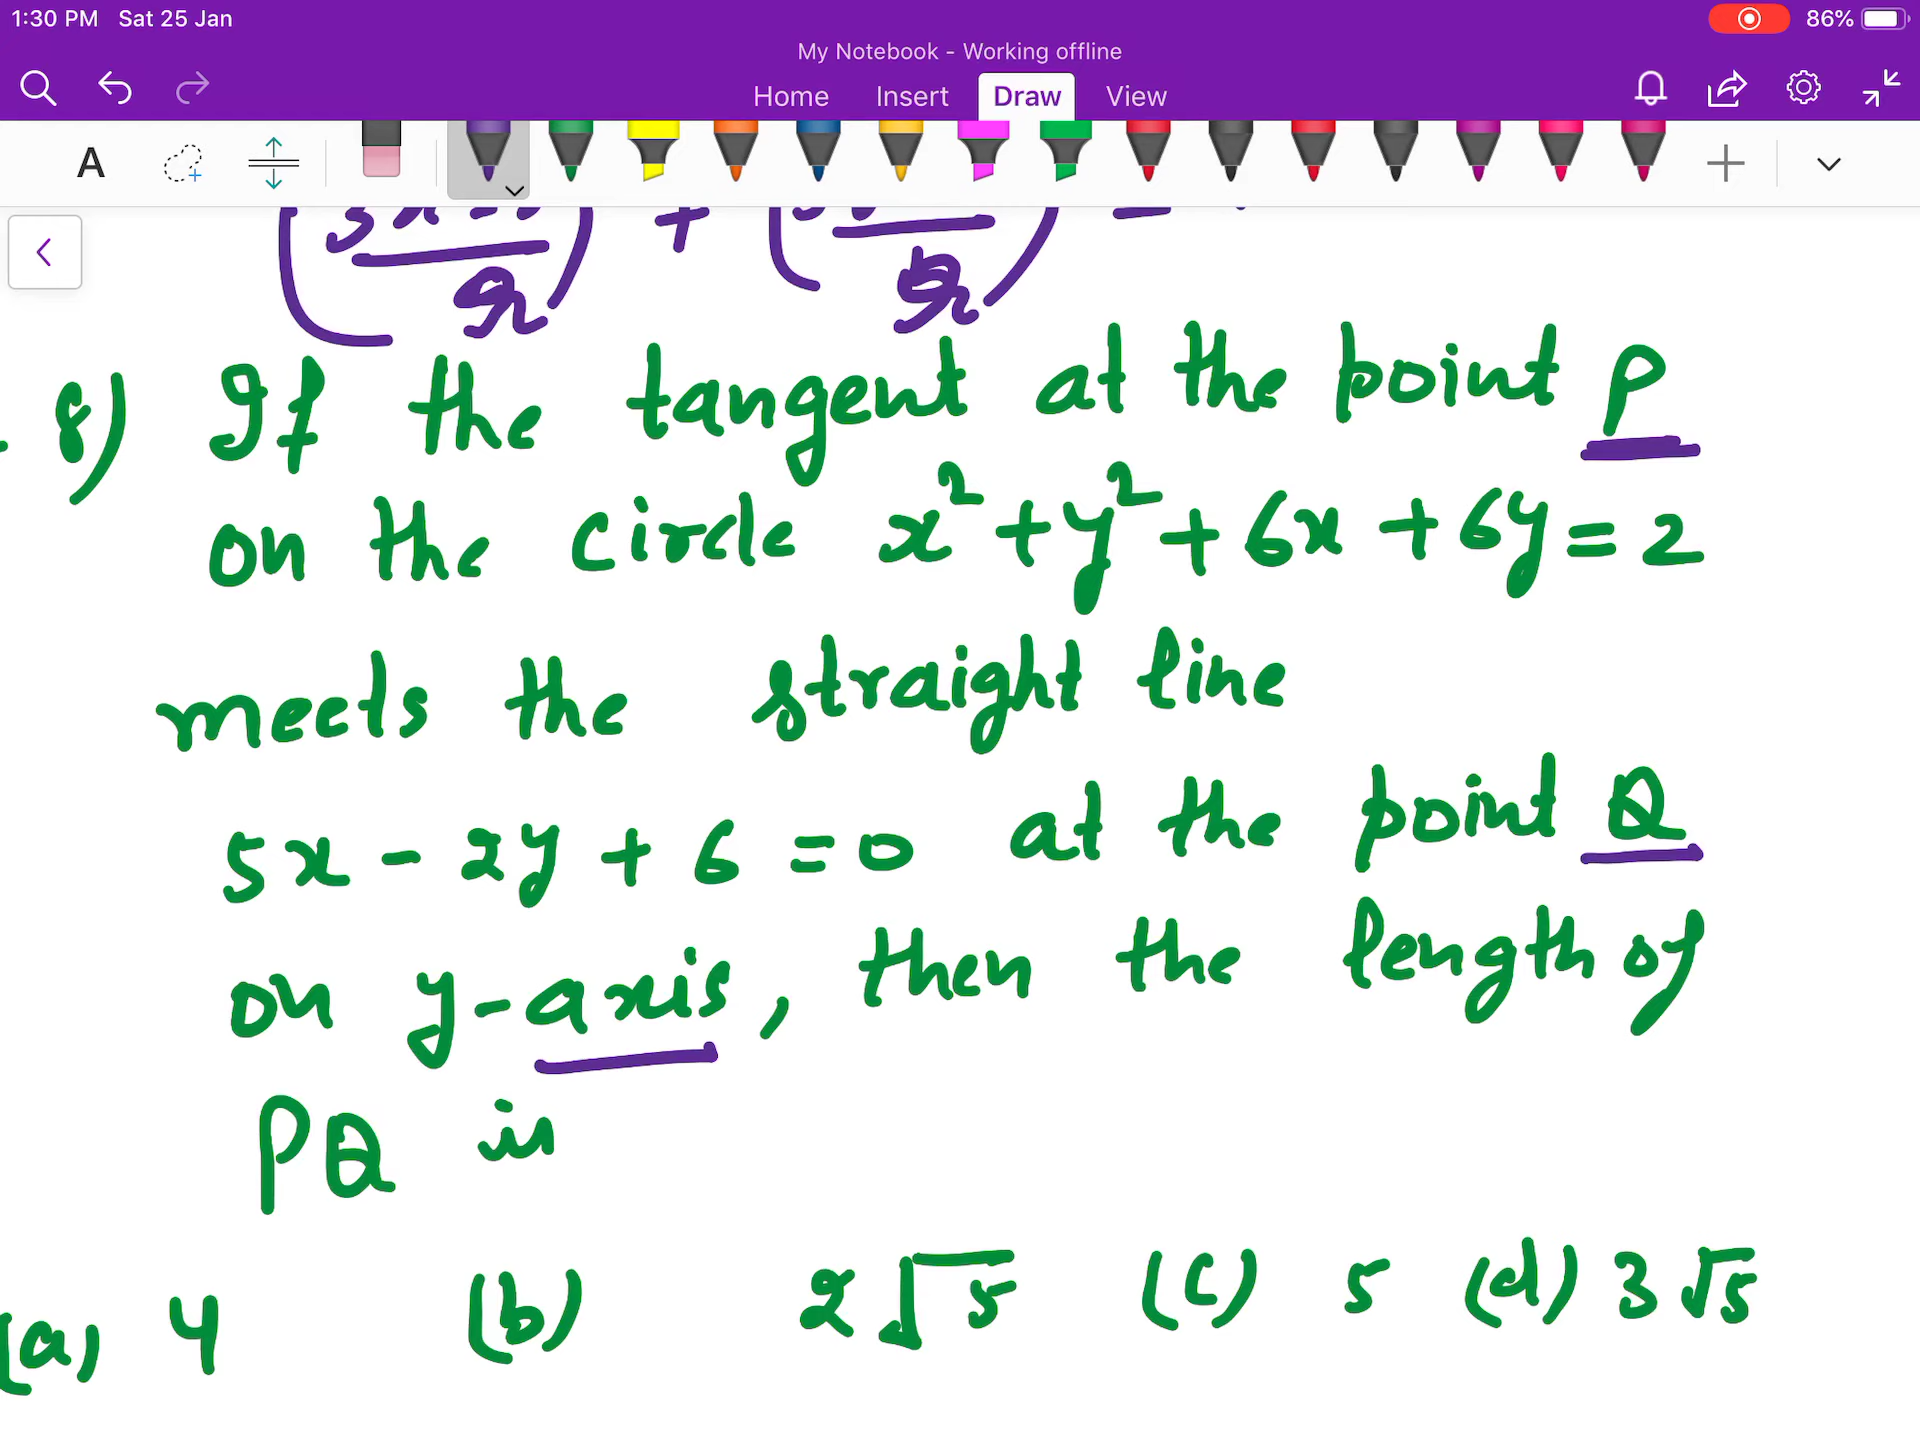 1:30 PM Sat 25 Jan
86%
My Notebook - Working offline
Home Insert Draw View
A
8) If the tangent at the point P
on the circle x²+y²+6x+6y=2
meets the straight line
5x-2y+6=0 at the point Q
on y-axis, then the length of
PQ is
(a) 4 (b) 2√5 (c) 5 (d) 3√5